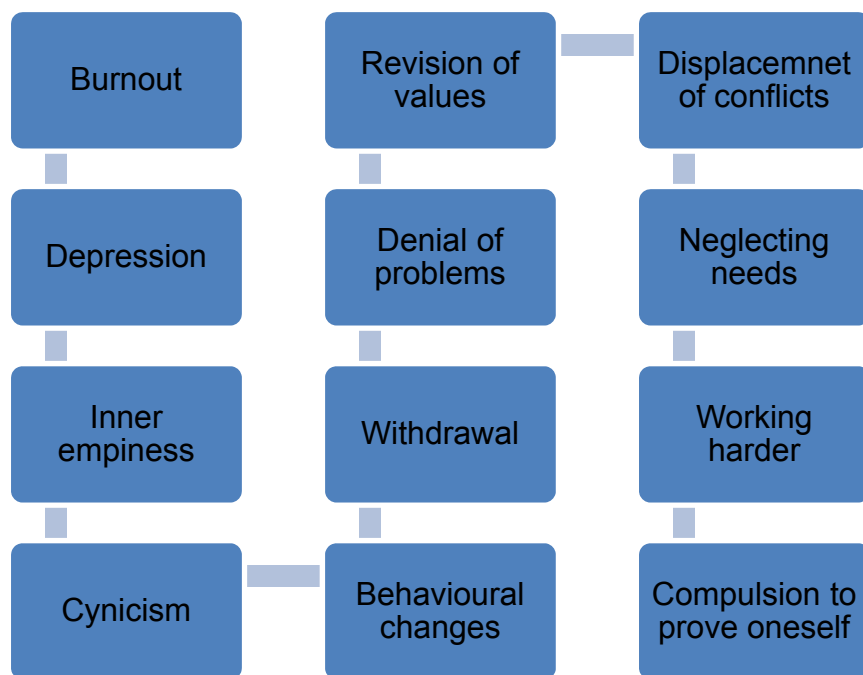 Burnout
Depression
Inner
empiness
Cynicism
Revision of
values
Denial of
problems
Withdrawal
Behavioural
changes
Displacemnet
of conflicts
Neglecting
needs
Working
harder
Compulsion to
prove oneself